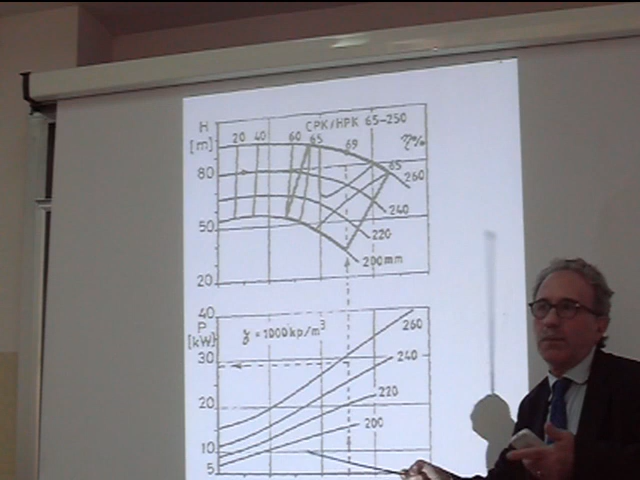 H CPK/HPK 65-250
20 40 60 65 69 η%
[m]
80 65 260
240
50 220
200mm
20
40
P γ = 1000kp/m³ 260
[kW]
30 240
20 220
200
10
5